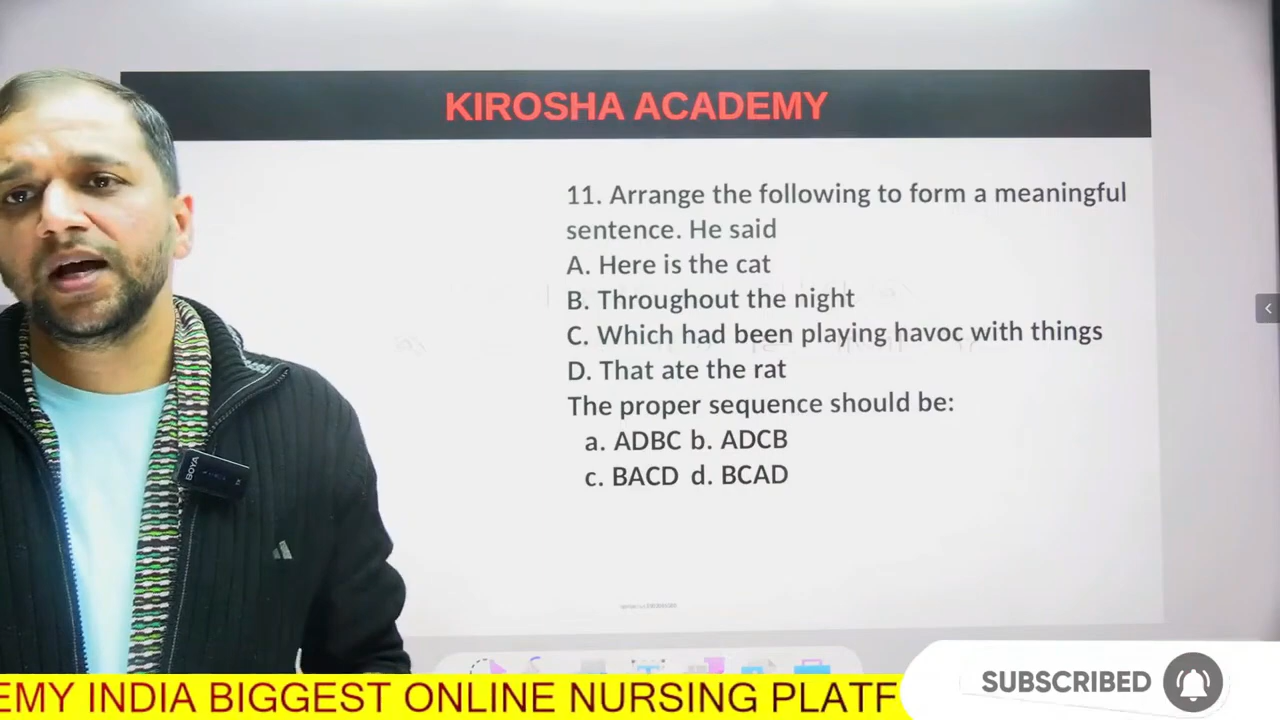 KIROSHA ACADEMY
11. Arrange the following to form a meaningful
sentence. He said
A. Here is the cat
B. Throughout the night
C. Which had been playing havoc with things
D. That ate the rat
The proper sequence should be:
a. ADBC b. ADCB
c. BACD d. BCAD
BOYA
EMY INDIA BIGGEST ONLINE NURSING PLATF
SUBSCRIBED